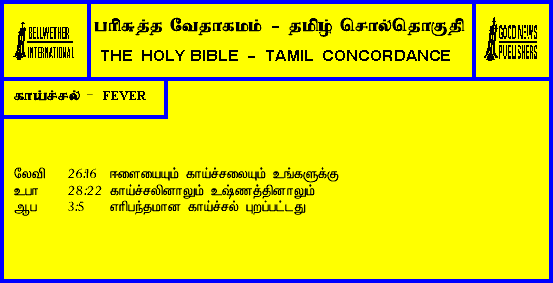 BELLWETHER
INTERNATIONAL
பரிசுத்த வேதாகமம் - தமிழ் சொல்தொகுதி
THE HOLY BIBLE - TAMIL CONCORDANCE
GOOD NEWS
PUBLISHERS
காய்ச்சல் - FEVER
லேவி 26:16 ஈளையையும் காய்ச்சலையும் உங்களுக்கு
உபா 28:22 காய்ச்சலினாலும் உஷ்ணத்தினாலும்
ஆப 3:5 எரிபந்தமான காய்ச்சல் புறப்பட்டது